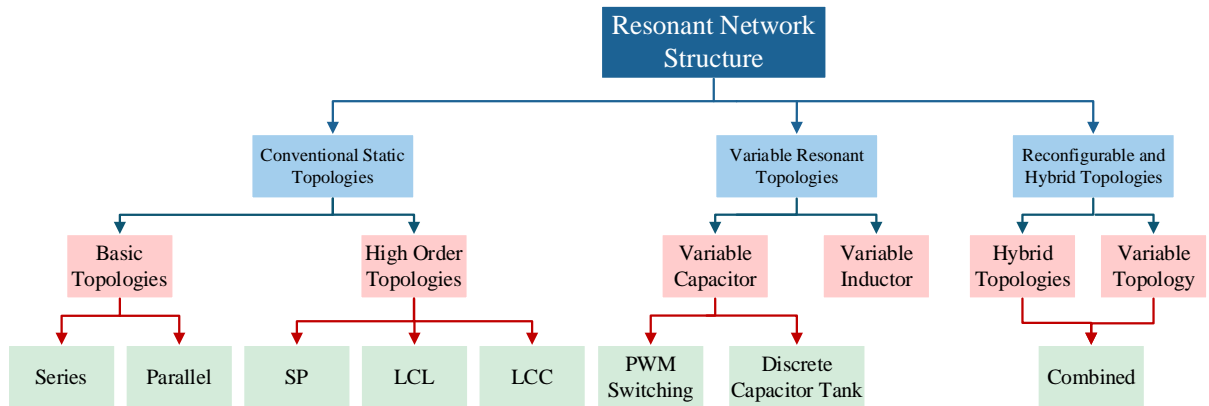 Resonant Network
Structure
Conventional Static
Topologies
Variable Resonant
Topologies
Reconfigurable and
Hybrid Topologies
Basic
Topologies
High Order
Topologies
Variable
Capacitor
Variable
Inductor
Hybrid
Topologies
Variable
Topology
Series
Parallel
SP
LCL
LCC
PWM
Switching
Discrete
Capacitor Tank
Combined